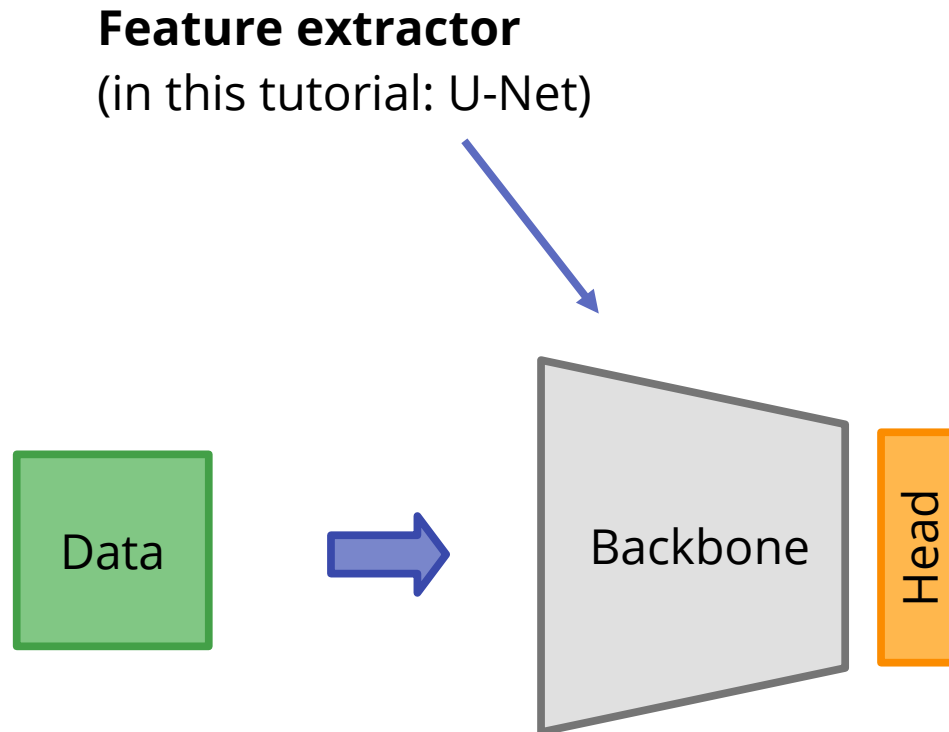 Feature extractor
(in this tutorial: U-Net)
Data
Backbone
Head